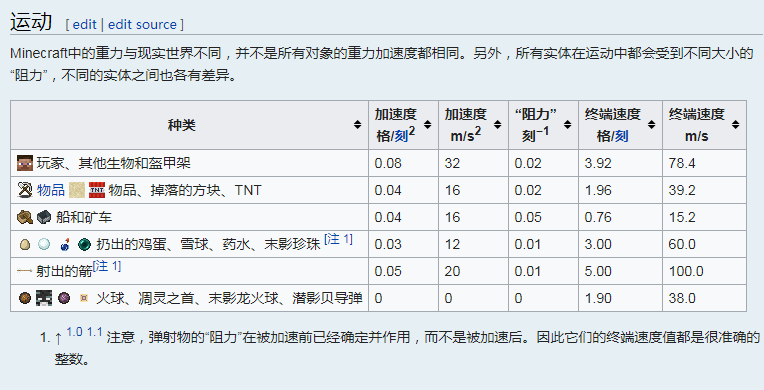 运动 [ edit | edit source ]
Minecraft中的重力与现实世界不同，并不是所有对象的重力加速度都相同。另外，所有实体在运动中都会受到不同大小的
“阻力”，不同的实体之间也各有差异。
种类 加速度 格/刻2 加速度 m/s2 “阻力” 刻−1 终端速度 格/刻 终端速度 m/s
玩家、其他生物和盔甲架 0.08 32 0.02 3.92 78.4
物品 TNT 物品、掉落的方块、TNT 0.04 16 0.02 1.96 39.2
船和矿车 0.04 16 0.05 0.76 15.2
扔出的鸡蛋、雪球、药水、末影珍珠 [注 1] 0.03 12 0.01 3.00 60.0
射出的箭[注 1] 0.05 20 0.01 5.00 100.0
火球、凋灵之首、末影龙火球、潜影贝导弹 0 0 0 1.90 38.0
1. ↑ 1.0 1.1 注意，弹射物的“阻力”在被加速前已经确定并作用，而不是被加速后。因此它们的终端速度值都是很准确的
整数。